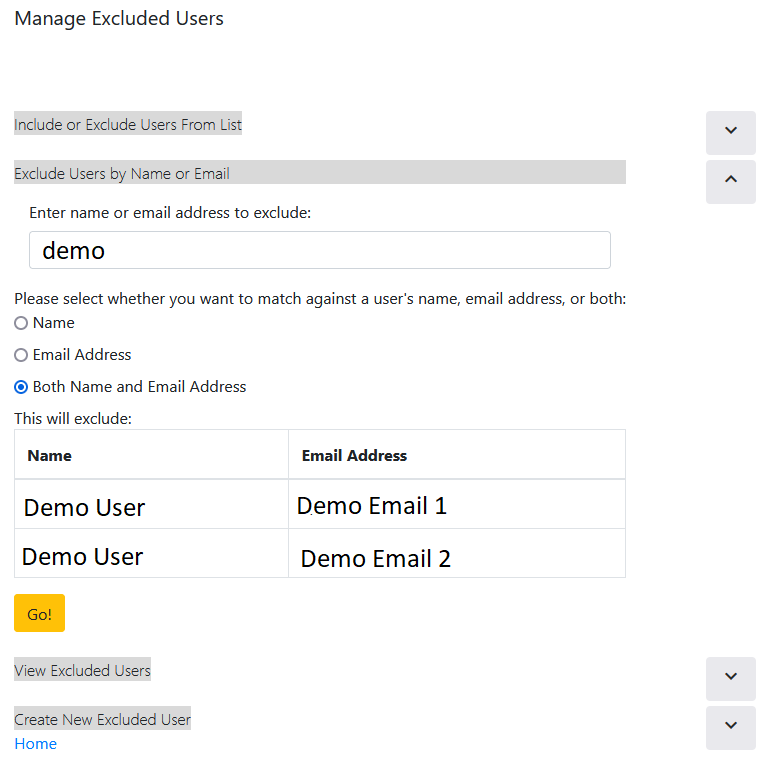 Manage Excluded Users
Include or Exclude Users From List
Exclude Users by Name or Email
Enter name or email address to exclude:
demo
Please select whether you want to match against a user's name, email address, or both:
Name
Email Address
Both Name and Email Address
This will exclude:
Name Email Address
Demo User Demo Email 1
Demo User Demo Email 2
Go!
View Excluded Users
Create New Excluded User
Home